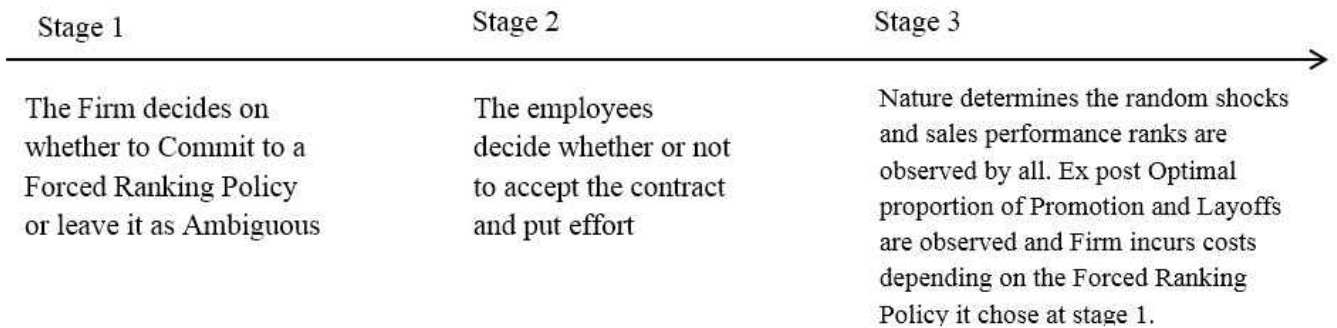 Stage 1
Stage 2
Stage 3
The Firm decides on
whether to Commit to a
Forced Ranking Policy
or leave it as Ambiguous
The employees
decide whether or not
to accept the contract
and put effort
Nature determines the random shocks
and sales performance ranks are
observed by all. Ex post Optimal
proportion of Promotion and Layoffs
are observed and Firm incurs costs
depending on the Forced Ranking
Policy it chose at stage 1.